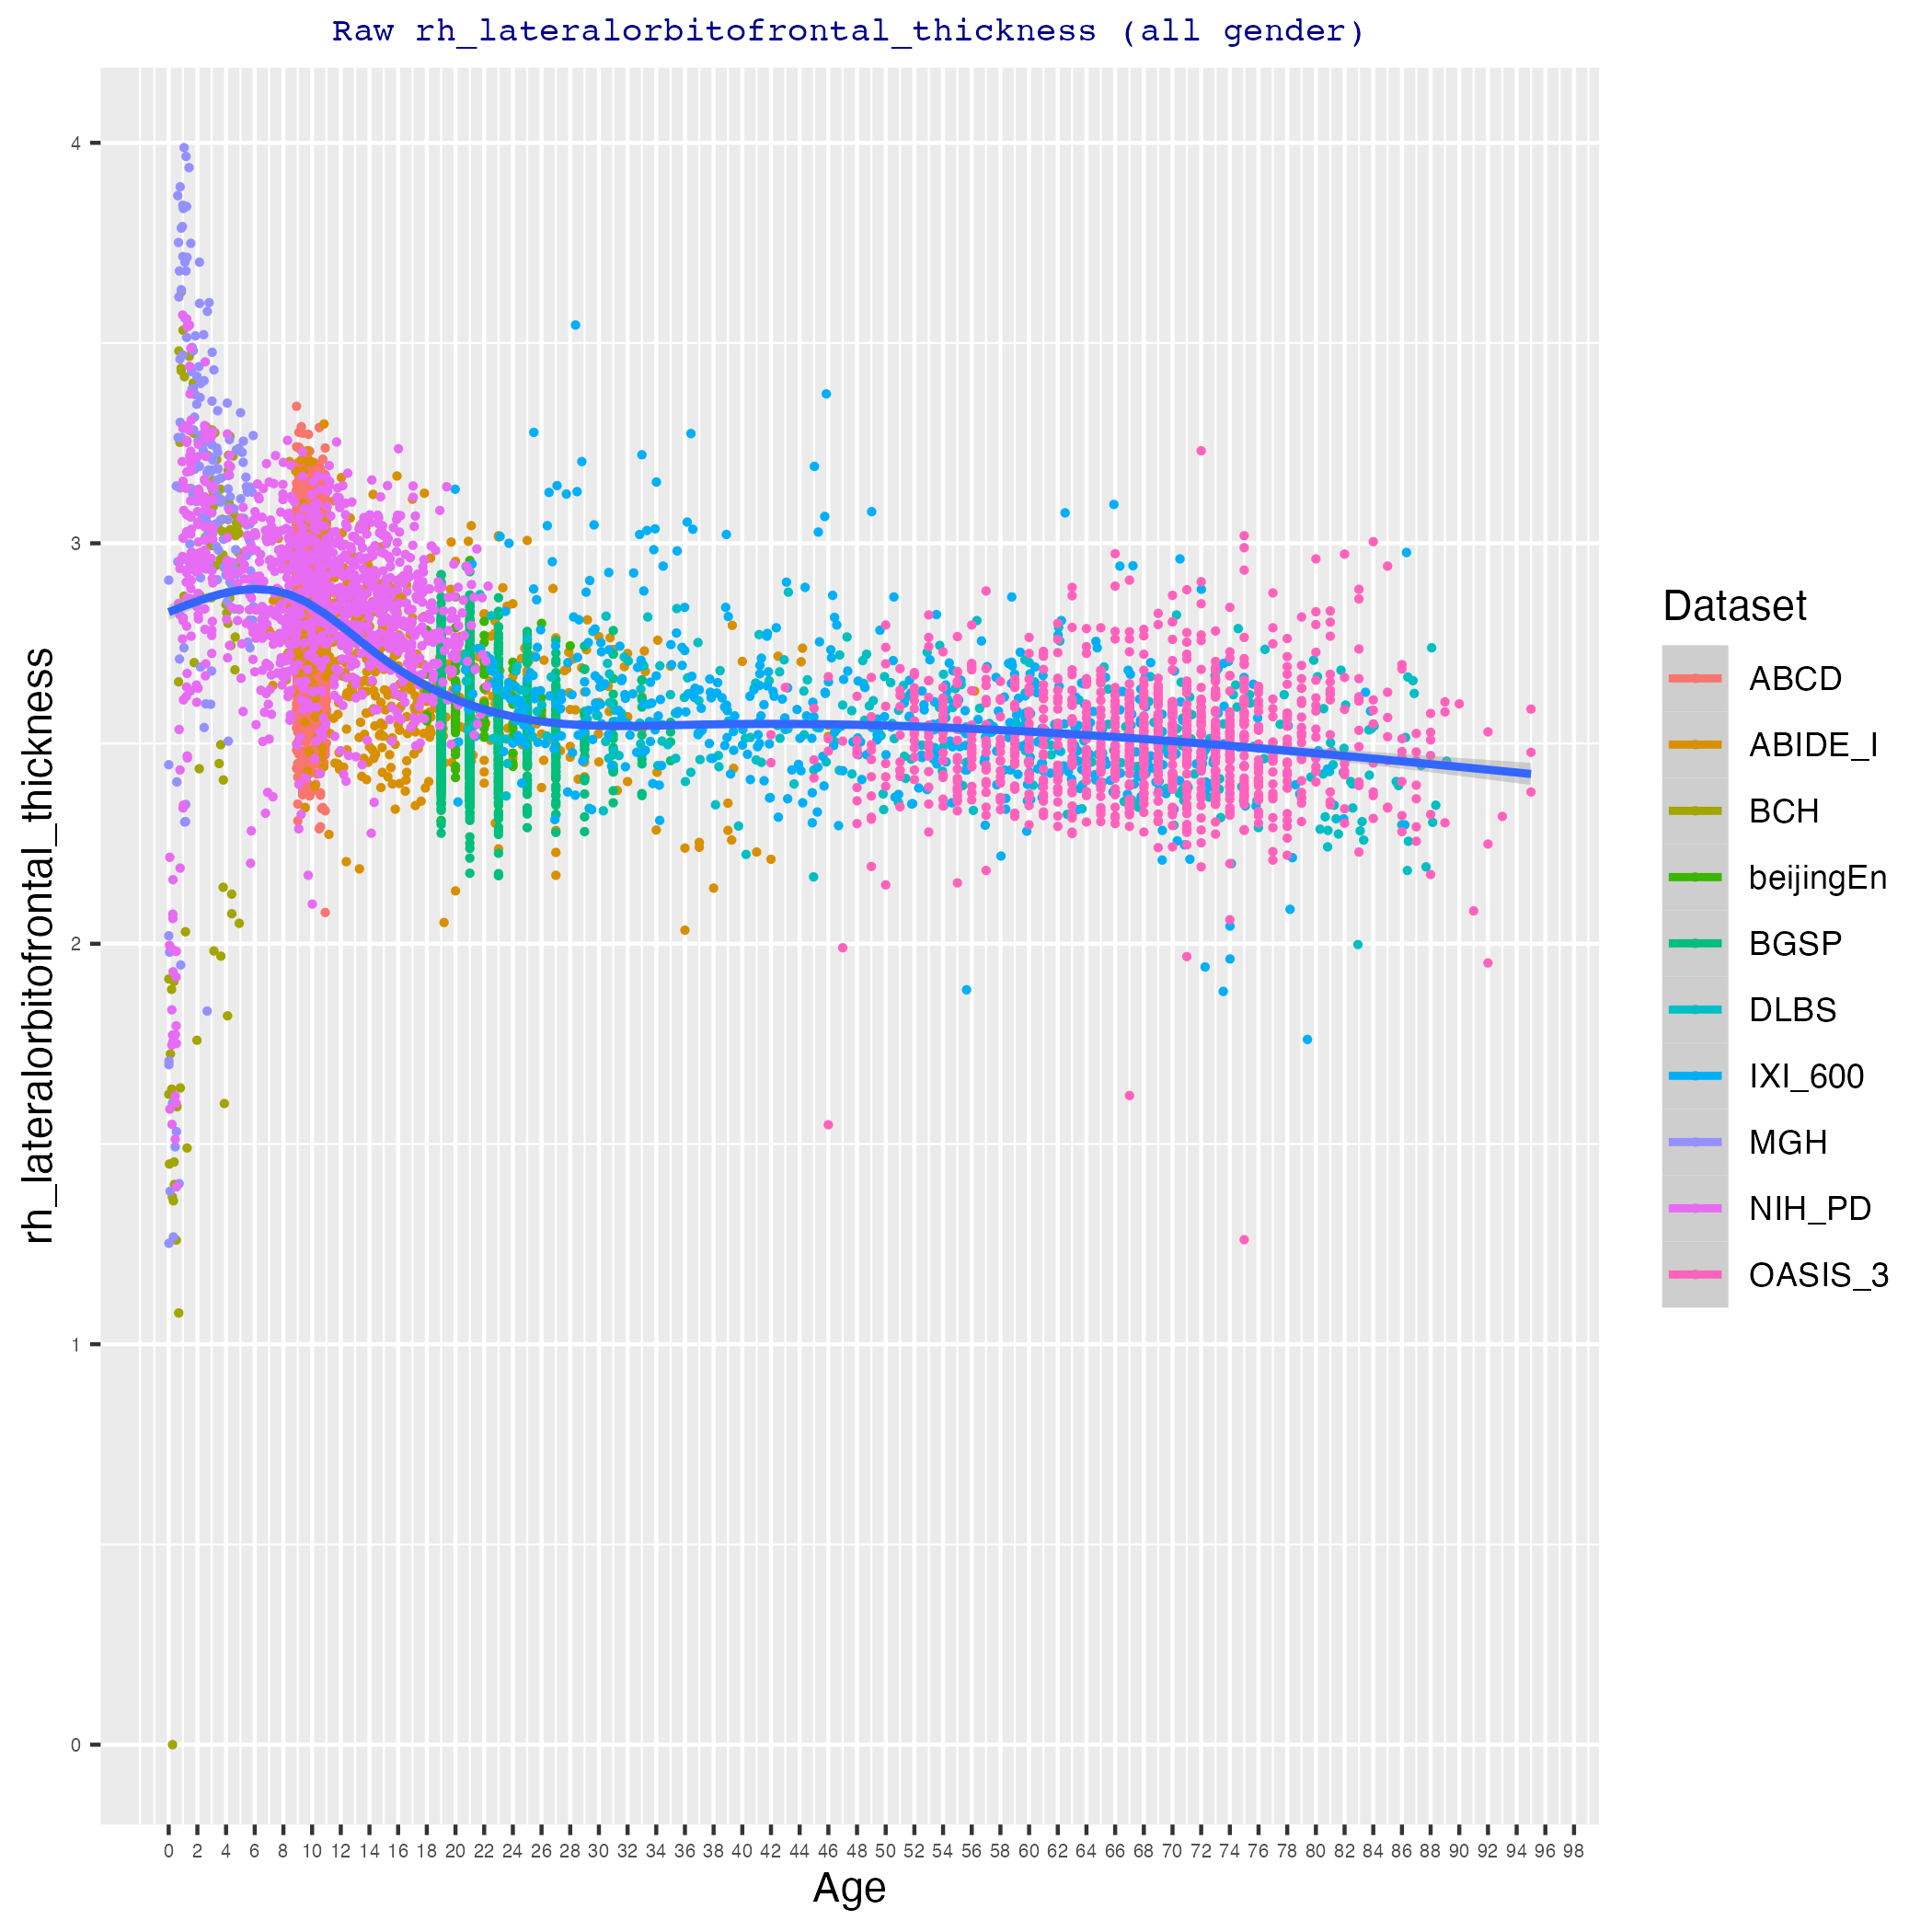 Raw rh_lateralorbitofrontal_thickness (all gender)
rh_lateralorbitofrontal_thickness
4
3
2
1
0
0 2 4 6 8 10 12 14 16 18 20 22 24 26 28 30 32 34 36 38 40 42 44 46 48 50 52 54 56 58 60 62 64 66 68 70 72 74 76 78 80 82 84 86 88 90 92 94 96 98
Age
Dataset
ABCD
ABIDE_I
BCH
beijingEn
BGSP
DLBS
IXI_600
MGH
NIH_PD
OASIS_3